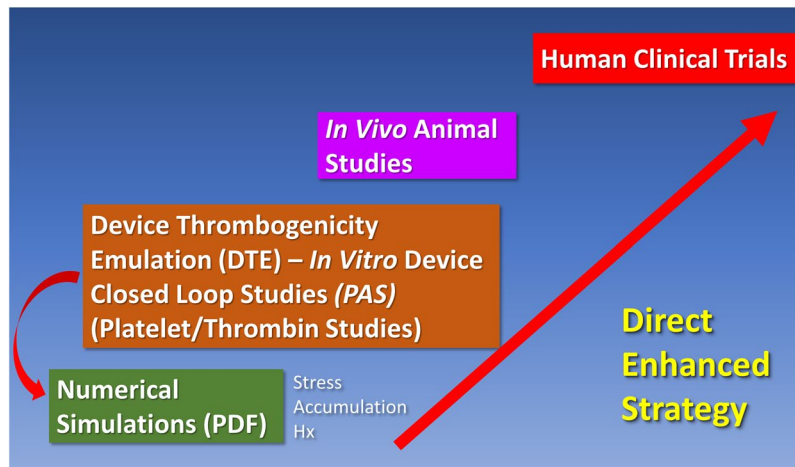 Human Clinical Trials
In Vivo Animal
Studies
Device Thrombogenicity
Emulation (DTE) – In Vitro Device
Closed Loop Studies (PAS)
(Platelet/Thrombin Studies)
Numerical
Simulations (PDF)
Stress
Accumulation
Hx
Direct
Enhanced
Strategy